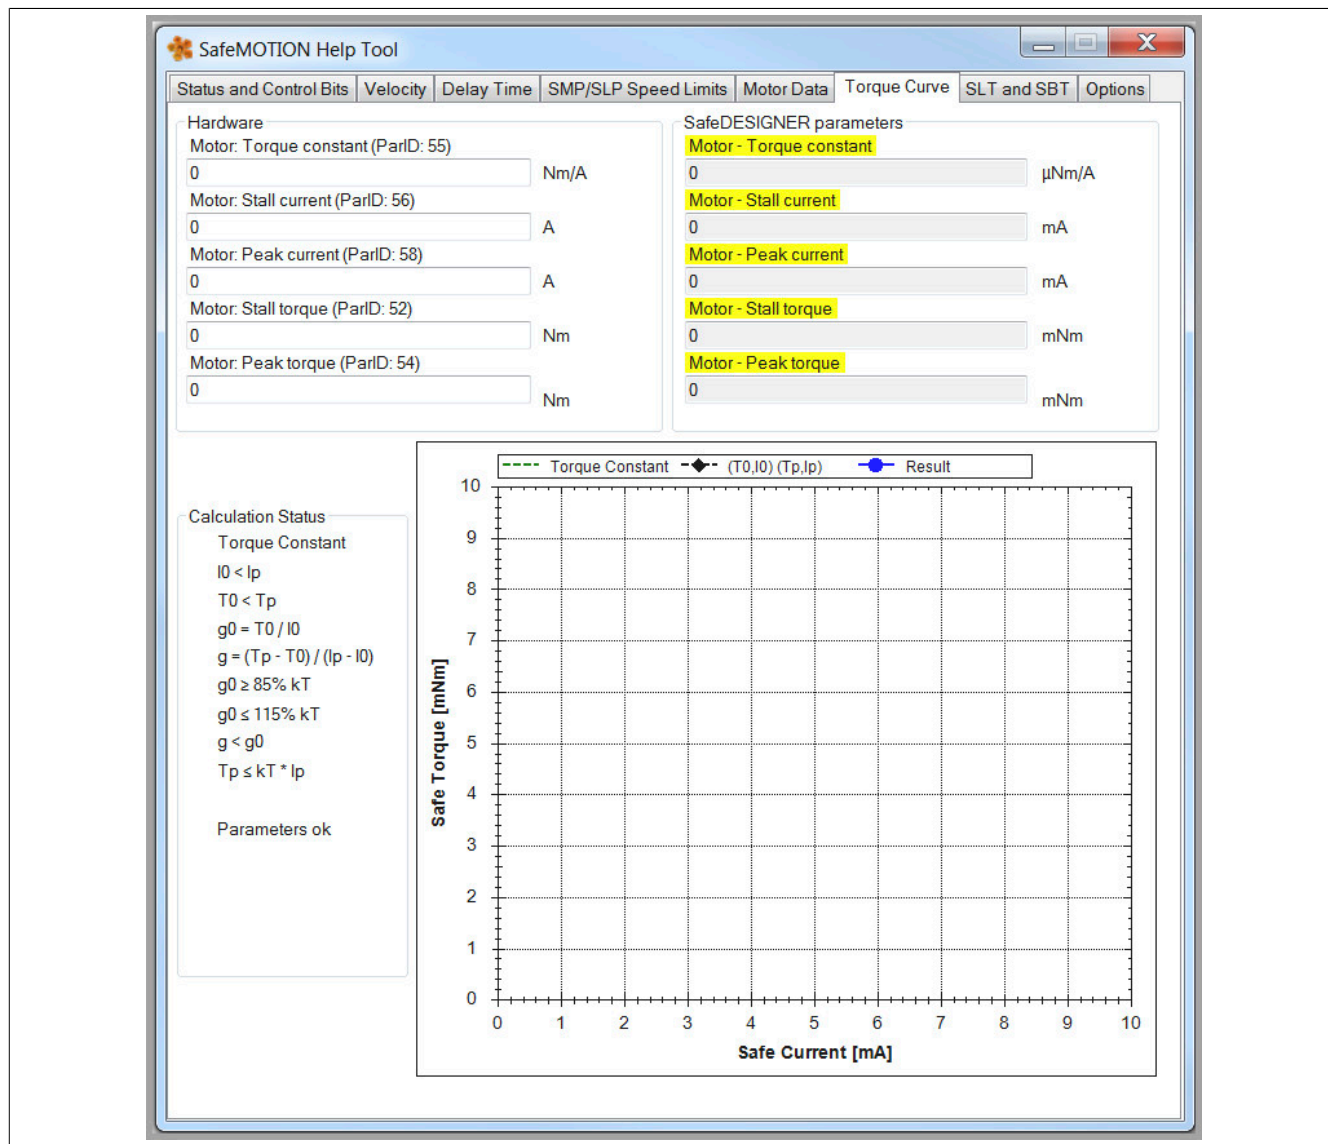 SafeMOTION Help Tool
Status and Control Bits Velocity Delay Time SMP/SLP Speed Limits Motor Data Torque Curve SLT and SBT Options
Hardware
Motor: Torque constant (ParID: 55)
0 Nm/A
Motor: Stall current (ParID: 56)
0 A
Motor: Peak current (ParID: 58)
0 A
Motor: Stall torque (ParID: 52)
0 Nm
Motor: Peak torque (ParID: 54)
0 Nm
SafeDESIGNER parameters
Motor - Torque constant
0 µNm/A
Motor - Stall current
0 mA
Motor - Peak current
0 mA
Motor - Stall torque
0 mNm
Motor - Peak torque
0 mNm
Calculation Status
Torque Constant
I0 < Ip
T0 < Tp
g0 = T0 / I0
g = (Tp - T0) / (Ip - I0)
g0 ≥ 85% kT
g0 ≤ 115% kT
g < g0
Tp ≤ kT * Ip
Parameters ok
Torque Constant (T0,I0) (Tp,Ip) Result
Safe Torque [mNm]
10
9
8
7
6
5
4
3
2
1
0
0 1 2 3 4 5 6 7 8 9 10
Safe Current [mA]